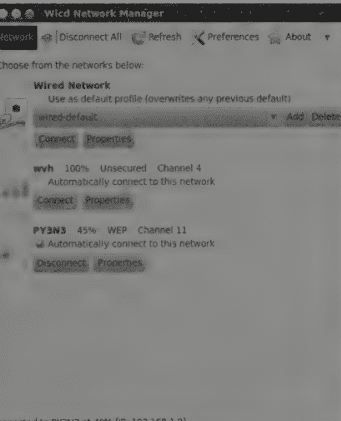 Wicd Network Manager
Network Disconnect All Refresh Preferences About
Choose from the networks below:
Wired Network
Use as default profile (overwrites any previous default)
wired-default Add Delete
Connect Properties
wvh 100% Unsecured Channel 4
Automatically connect to this network
Connect Properties
PY3N3 45% WEP Channel 11
Automatically connect to this network
Disconnect Properties